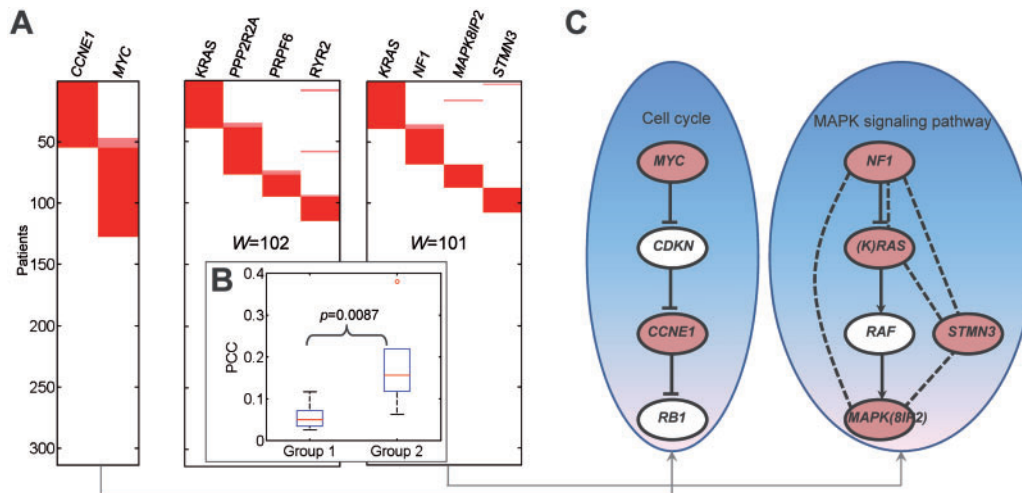 A
CCNE1
MYC
KRAS
PPP2R2A
PRPF6
RYR2
KRAS
NF1
MAPK8IP2
STMN3
Patients
50
100
150
200
250
300
W=102
W=101
B
PCC
0.4
0.3
0.2
0.1
0
p=0.0087
Group 1
Group 2
C
Cell cycle
MYC
CDKN
CCNE1
RB1
MAPK signaling pathway
NF1
(K)RAS
RAF
STMN3
MAPK(8IP2)